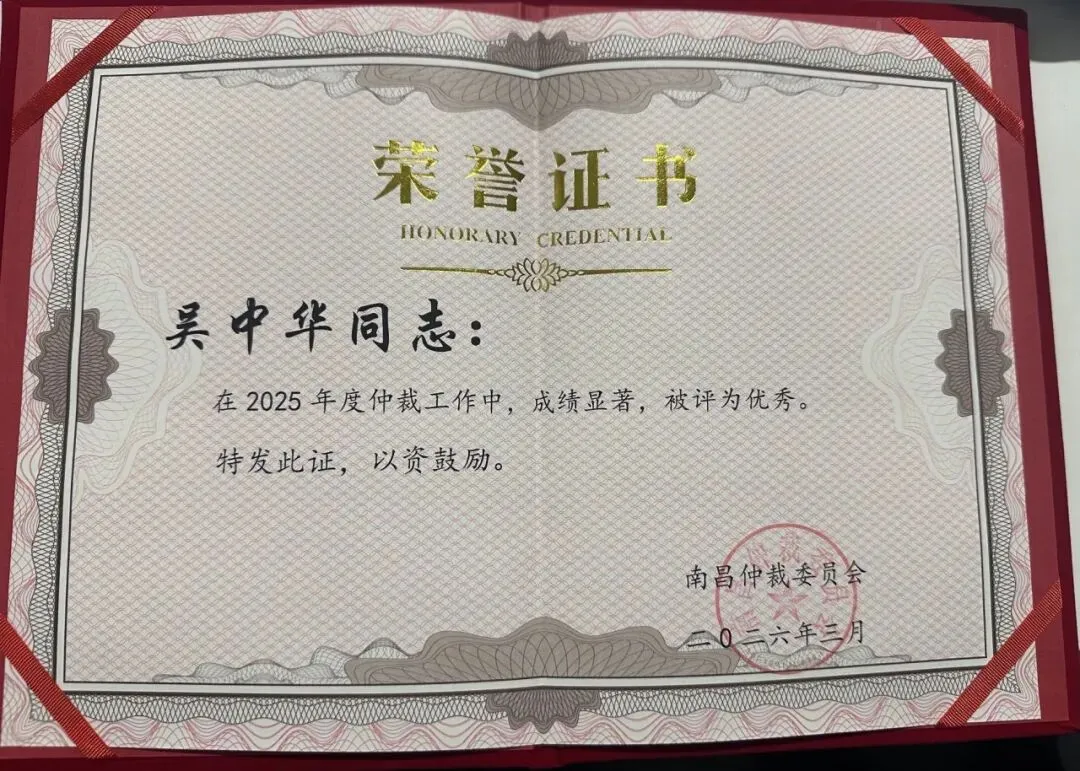 荣誉证书
HONORARY CREDENTIAL
吴中华同志：
在2025年度仲裁工作中，成绩显著，被评为优秀。
特发此证，以资鼓励。
南昌仲裁委员会
二0二六年三月